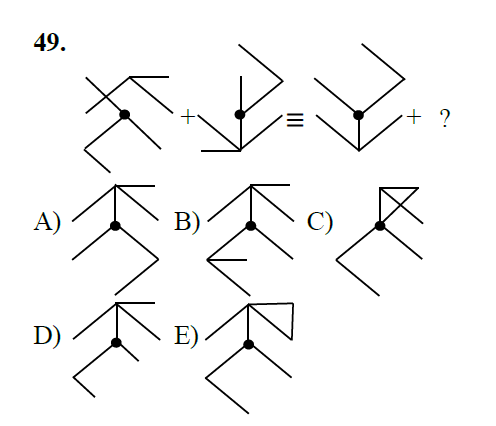 49.
+ ≡ + ?
A) B) C)
D) E)